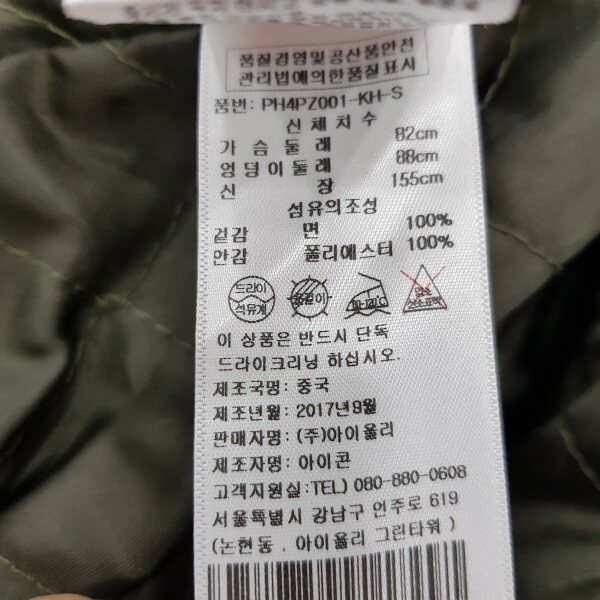 품질경영및공산품안전
관리법에의한품질표시
품번: PH4PZ001-KH-S
신체치수
가슴둘레 82cm
엉덩이둘레 88cm
신 장 155cm
섬유의조성
겉감 면 100%
안감 폴리에스터 100%
드라이
석유계
이 상품은 반드시 단독
드라이크리닝 하십시오.
제조국명: 중국
제조년월: 2017년9월
판매자명: (주)아이올리
제조자명: 아이콘
고객지원실:TEL) 080-880-0608
서울특별시 강남구 언주로 619
(논현동 . 아이올리 그린타워 )